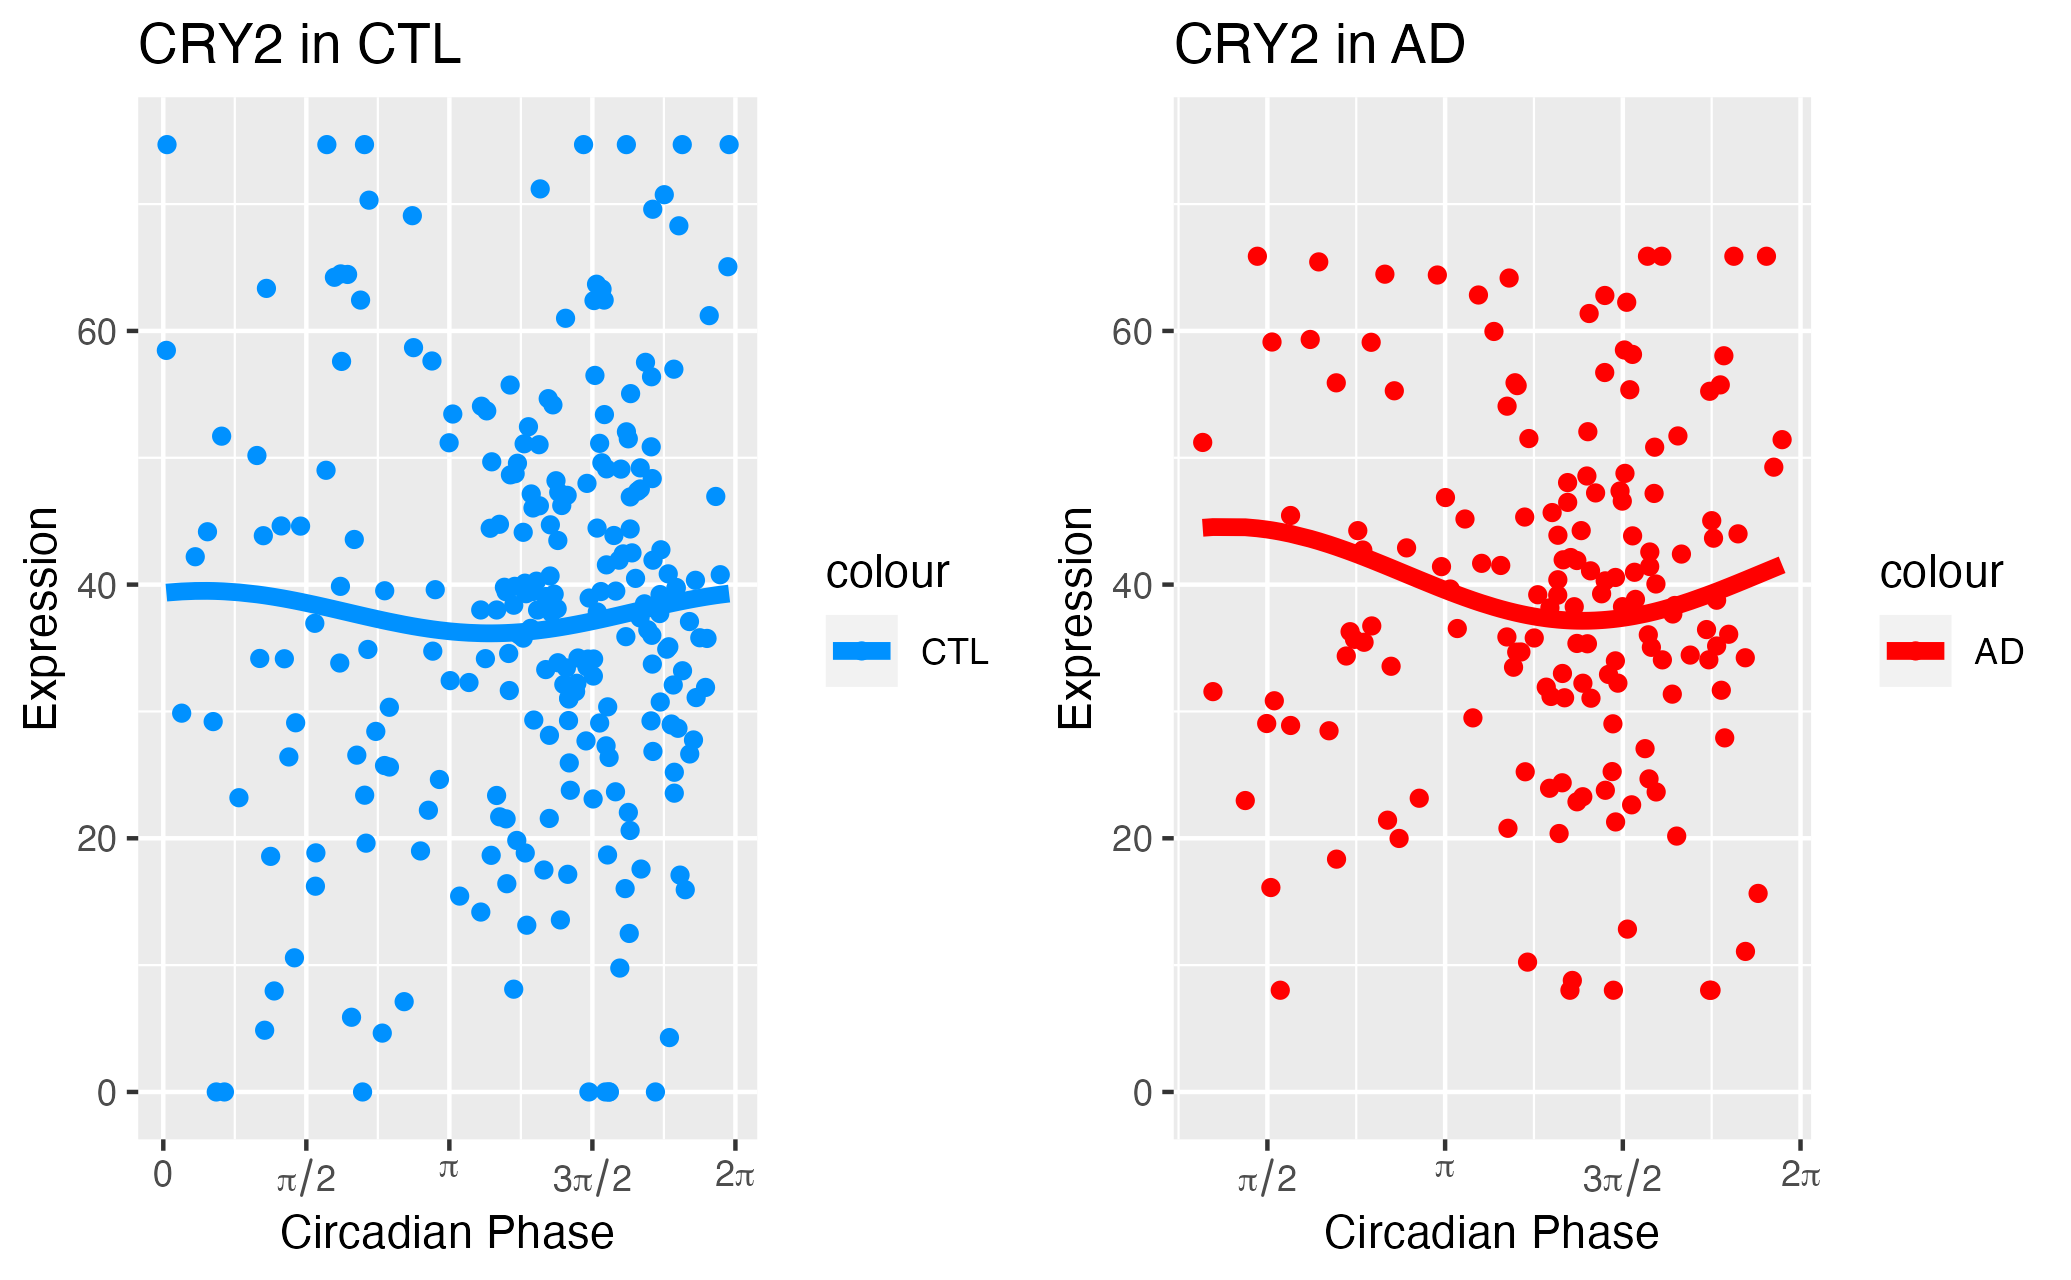 CRY2 in CTL
Expression
60
40
20
0
0 π/2 π 3π/2 2π
Circadian Phase
colour
CTL
CRY2 in AD
Expression
60
40
20
0
π/2 π 3π/2 2π
Circadian Phase
colour
AD